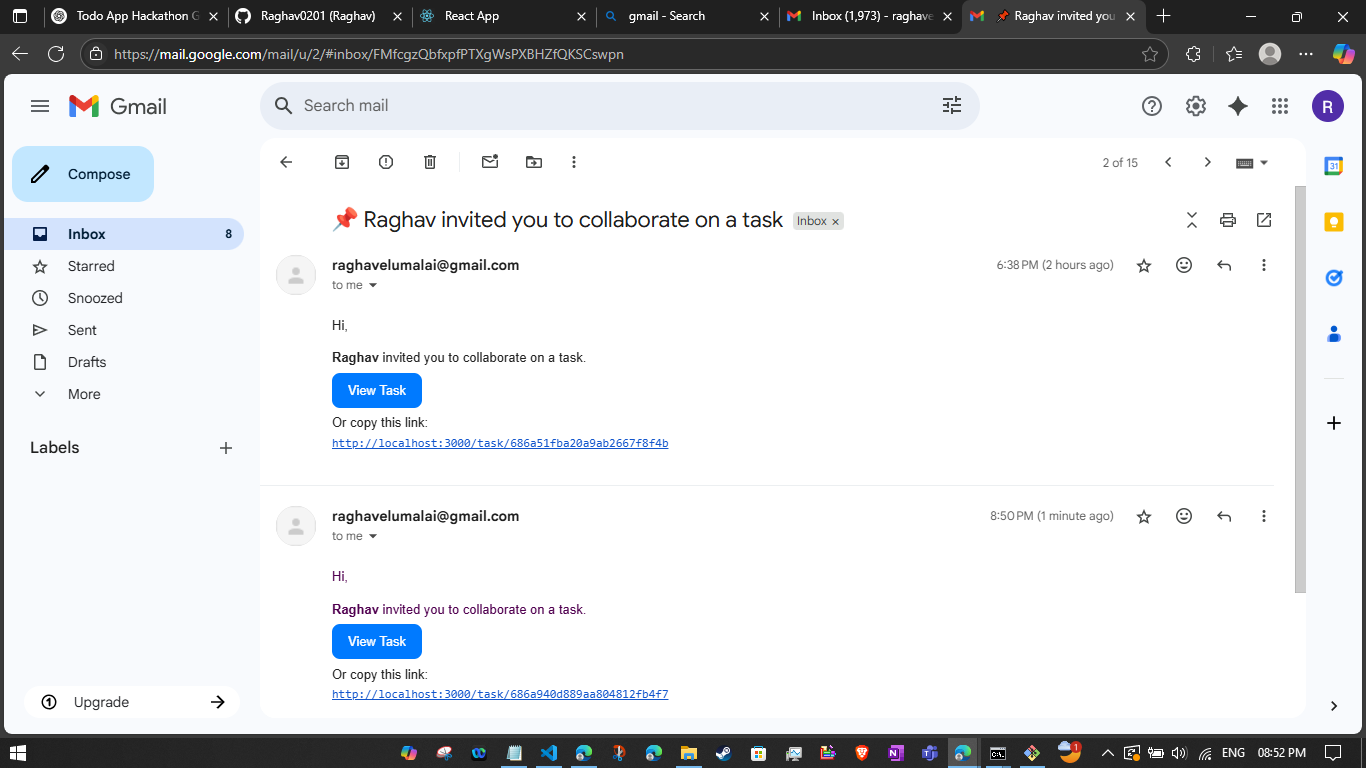 Todo App Hackathon G
Raghav0201 (Raghav)
React App
gmail - Search
Inbox (1,973) - raghave
📌 Raghav invited you
https://mail.google.com/mail/u/2/#inbox/FMfcgzQbfxpfPTXgWsPXBHZfQKSCswpn
Gmail
Search mail
R
Compose
2 of 15
31
📌 Raghav invited you to collaborate on a task
Inbox ×
Inbox 8
Starred
Snoozed
Sent
Drafts
More
Labels
raghavelumalai@gmail.com
6:38 PM (2 hours ago)
to me
Hi,
Raghav invited you to collaborate on a task.
View Task
Or copy this link:
http://localhost:3000/task/686a51fba20a9ab2667f8f4b
raghavelumalai@gmail.com
8:50 PM (1 minute ago)
to me
Hi,
Raghav invited you to collaborate on a task.
View Task
Or copy this link:
http://localhost:3000/task/686a940d889aa804812fb4f7
1 Upgrade
1
ENG
08:52 PM